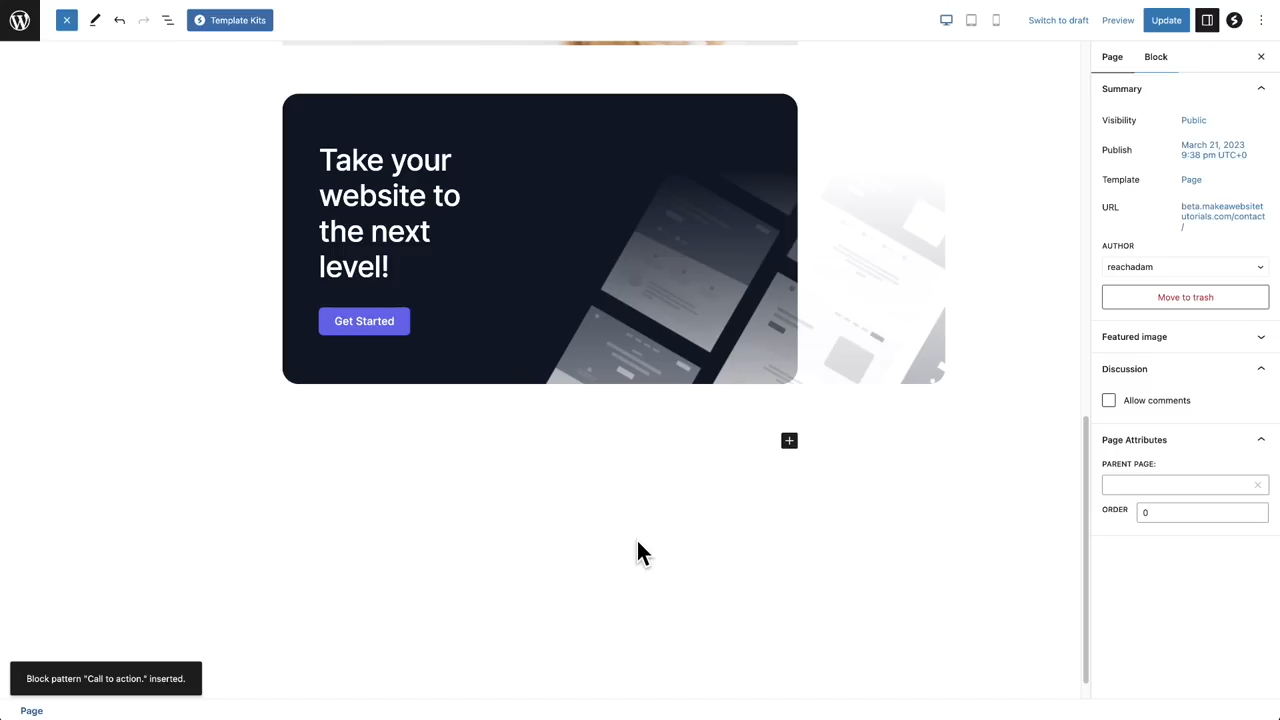 Template Kits
Switch to draft
Preview
Update
Page
Block
Summary
Visibility
Public
Publish
March 21, 2023
9:38 pm UTC+0
Template
Page
URL
beta.makeawebsitet
utorials.com/contact
/
AUTHOR
reachadam
Move to trash
Featured image
Discussion
Allow comments
Page Attributes
PARENT PAGE:
ORDER
0
Take your
website to
the next
level!
Get Started
Block pattern "Call to action." inserted.
Page